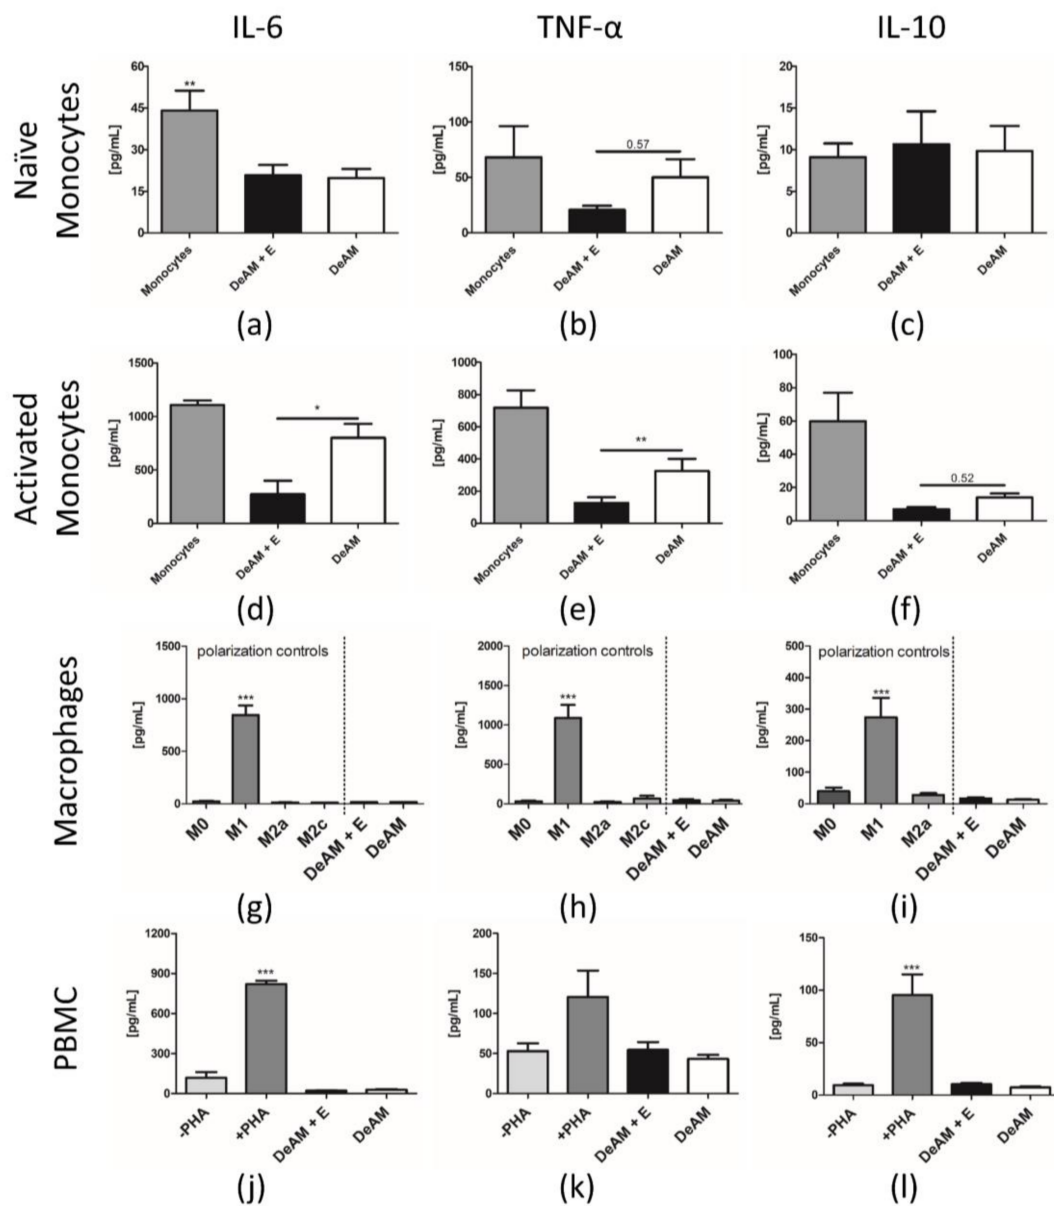 IL-6
TNF-α
IL-10
Naïve
Monocytes
[pg/mL]
60
45
30
15
0
**
Monocytes
DeAM + E
DeAM
(a)
[pg/mL]
150
100
50
0
0.57
Monocytes
DeAM + E
DeAM
(b)
[pg/mL]
20
15
10
5
0
Monocytes
DeAM + E
DeAM
(c)
Activated
Monocytes
[pg/mL]
1500
1000
500
0
*
Monocytes
DeAM + E
DeAM
(d)
[pg/mL]
1000
800
600
400
200
0
**
Monocytes
DeAM + E
DeAM
(e)
[pg/mL]
100
80
60
40
20
0
0.52
Monocytes
DeAM + E
DeAM
(f)
Macrophages
[pg/mL]
1500
1000
500
0
polarization controls
***
M0
M1
M2a
M2c
DeAM + E
DeAM
(g)
[pg/mL]
2000
1500
1000
500
0
polarization controls
***
M0
M1
M2a
M2c
DeAM + E
DeAM
(h)
[pg/mL]
500
400
300
200
100
0
polarization controls
***
M0
M1
M2a
DeAM + E
DeAM
(i)
PBMC
[pg/mL]
1200
900
600
300
0
***
-PHA
+PHA
DeAM + E
DeAM
(j)
[pg/mL]
200
150
100
50
0
-PHA
+PHA
DeAM + E
DeAM
(k)
[pg/mL]
150
100
50
0
***
-PHA
+PHA
DeAM + E
DeAM
(l)